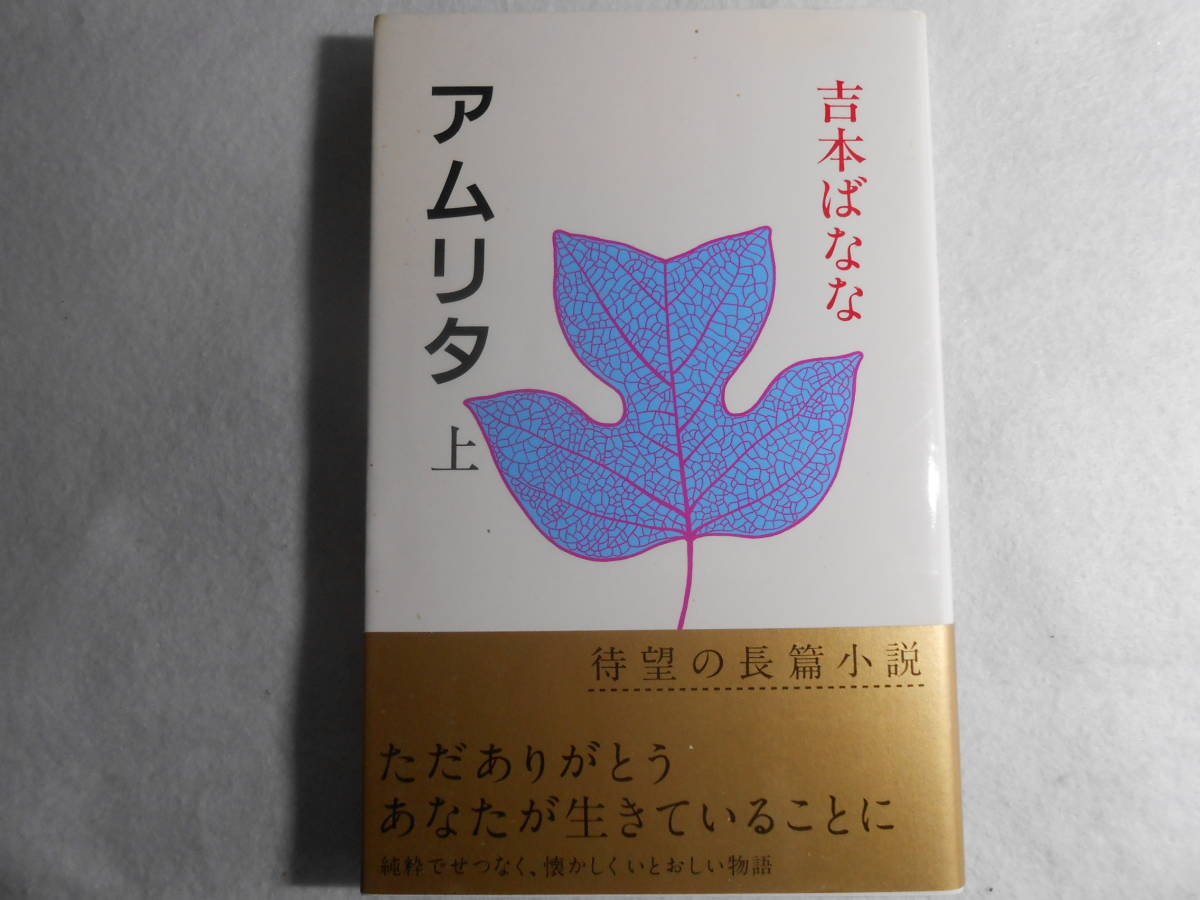 吉本ばなな
アムリタ 上
待望の長篇小説
ただありがとう
あなたが生きていることに
純粋でせつなく、懐かしくいとおしい物語